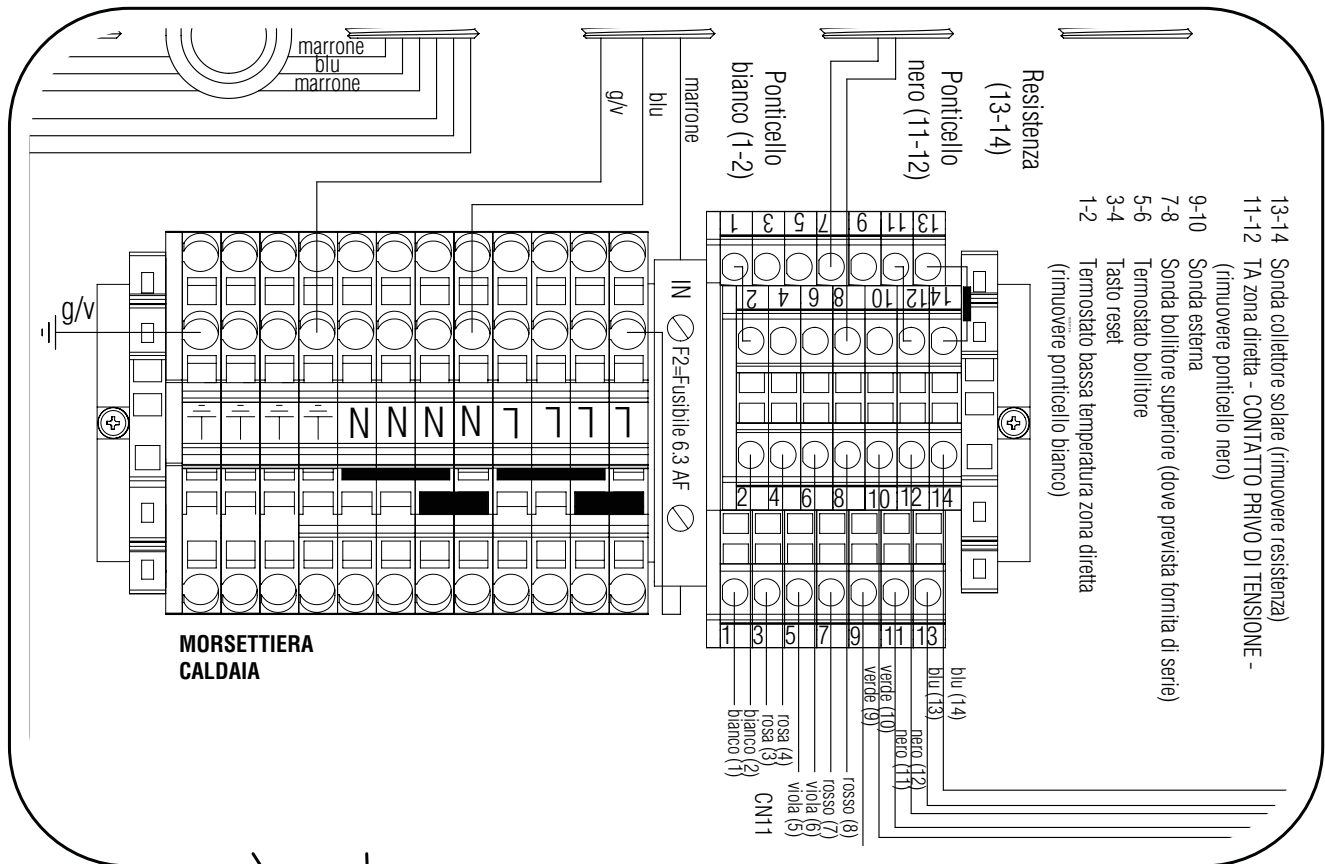 marrone
blu
marrone
g/v
blu
marrone
Ponticello
bianco (1-2)
Ponticello
nero (11-12)
Resistenza
(13-14)
13-14 Sonda collettore solare (rimuovere resistenza)
11-12 TA zona diretta - CONTATTO PRIVO DI TENSIONE -
(rimuovere ponticello nero)
9-10 Sonda esterna
7-8 Sonda bollitore superiore (dove prevista fornita di serie)
5-6 Termostato bollitore
3-4 Tasto reset
1-2 Termostato bassa temperatura zona diretta
(rimuovere ponticello bianco)
g/v
1 3 5 7 9 11 13
2 4 6 8 10 12 14
IN
F2=Fusibile 6.3 AF
N N N N L L L L
2 4 6 8 10 12 14
1 3 5 7 9 11 13
MORSETTIERA
CALDAIA
bianco (1)
bianco (2)
rosa (3)
rosa (4)
viola (5)
viola (6)
rosso (7)
rosso (8)
verde (9)
verde (10)
nero (11)
nero (12)
blu (13)
blu (14)
CN11